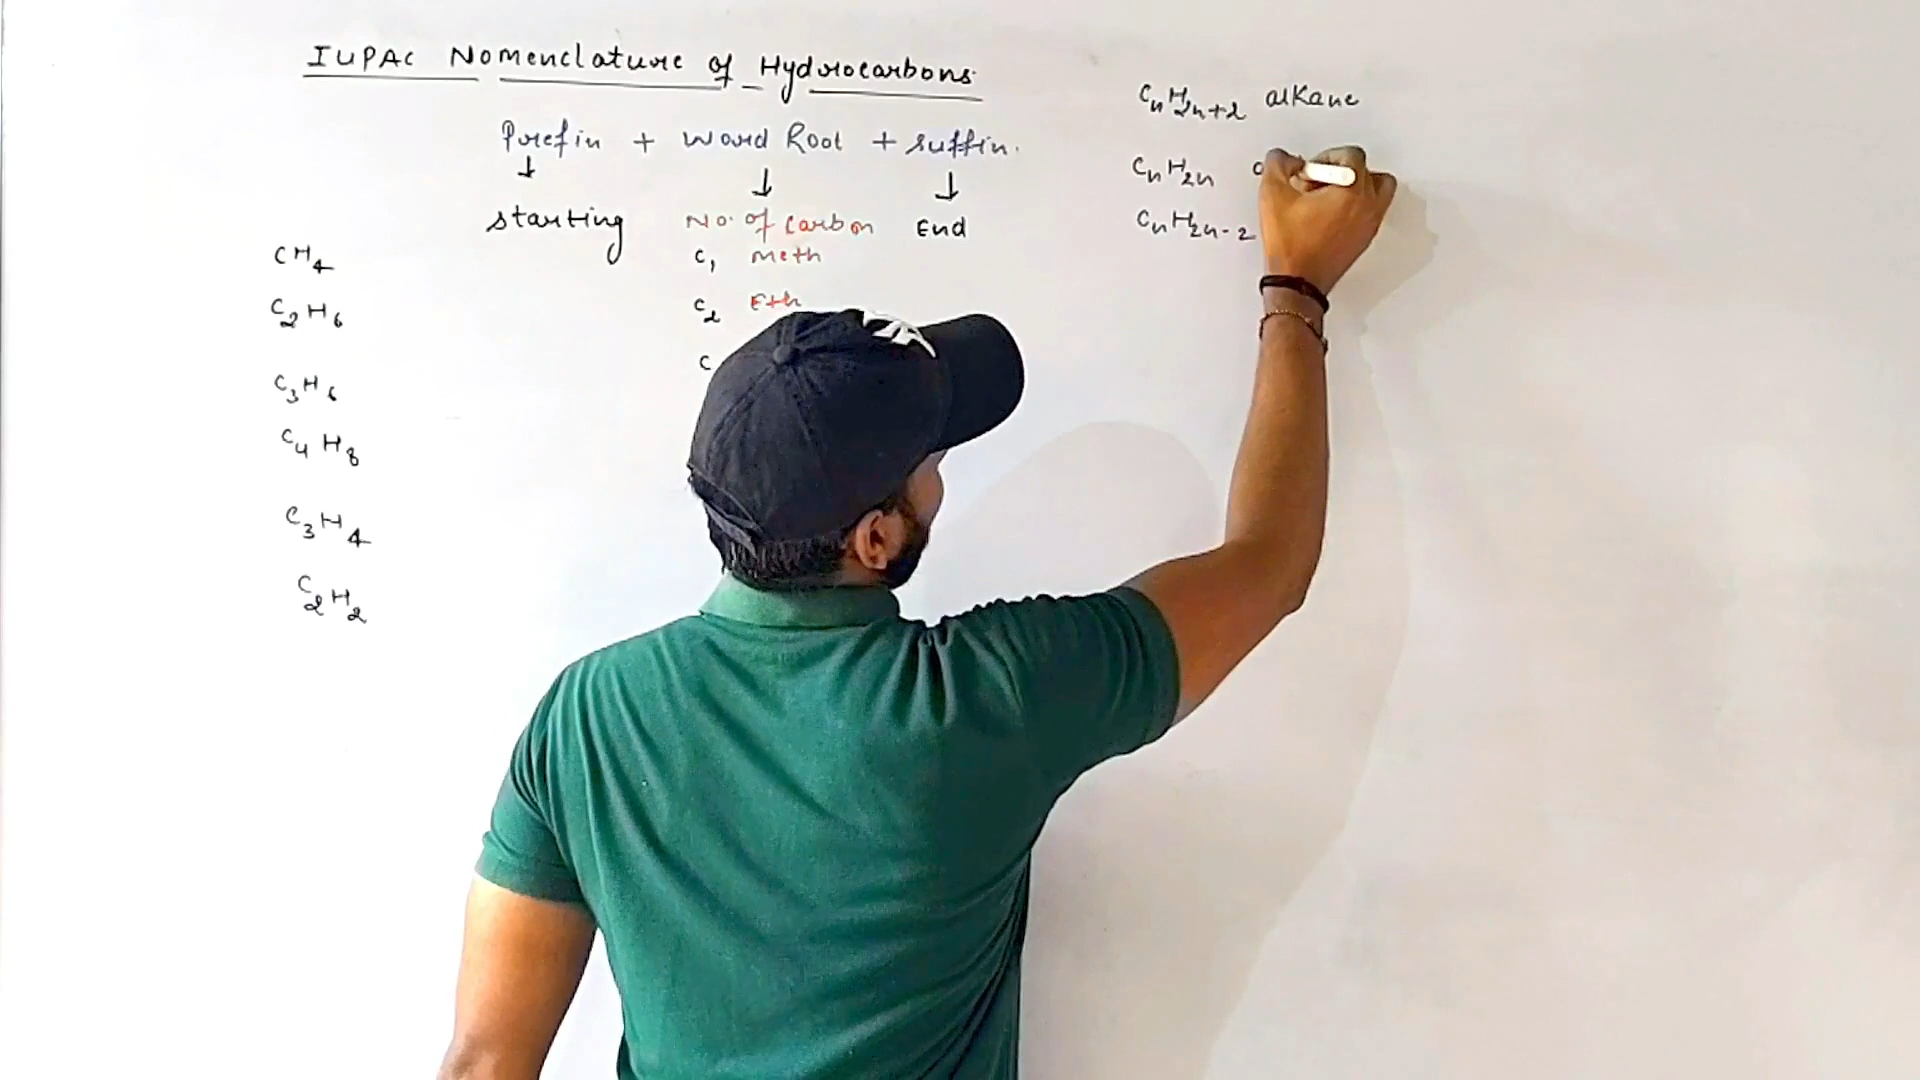 IUPAC Nomenclature of Hydrocarbons
Prefix + Word Root + Suffix.
↓ ↓ ↓
starting No. of carbon End
C₁ Meth
C₂ Eth
C
CH₄
C₂H₆
C₃H₆
C₄H₈
C₃H₄
C₂H₂
CₙH₂ₙ₊₂ alkane
CₙH₂ₙ
CₙH₂ₙ₋₂